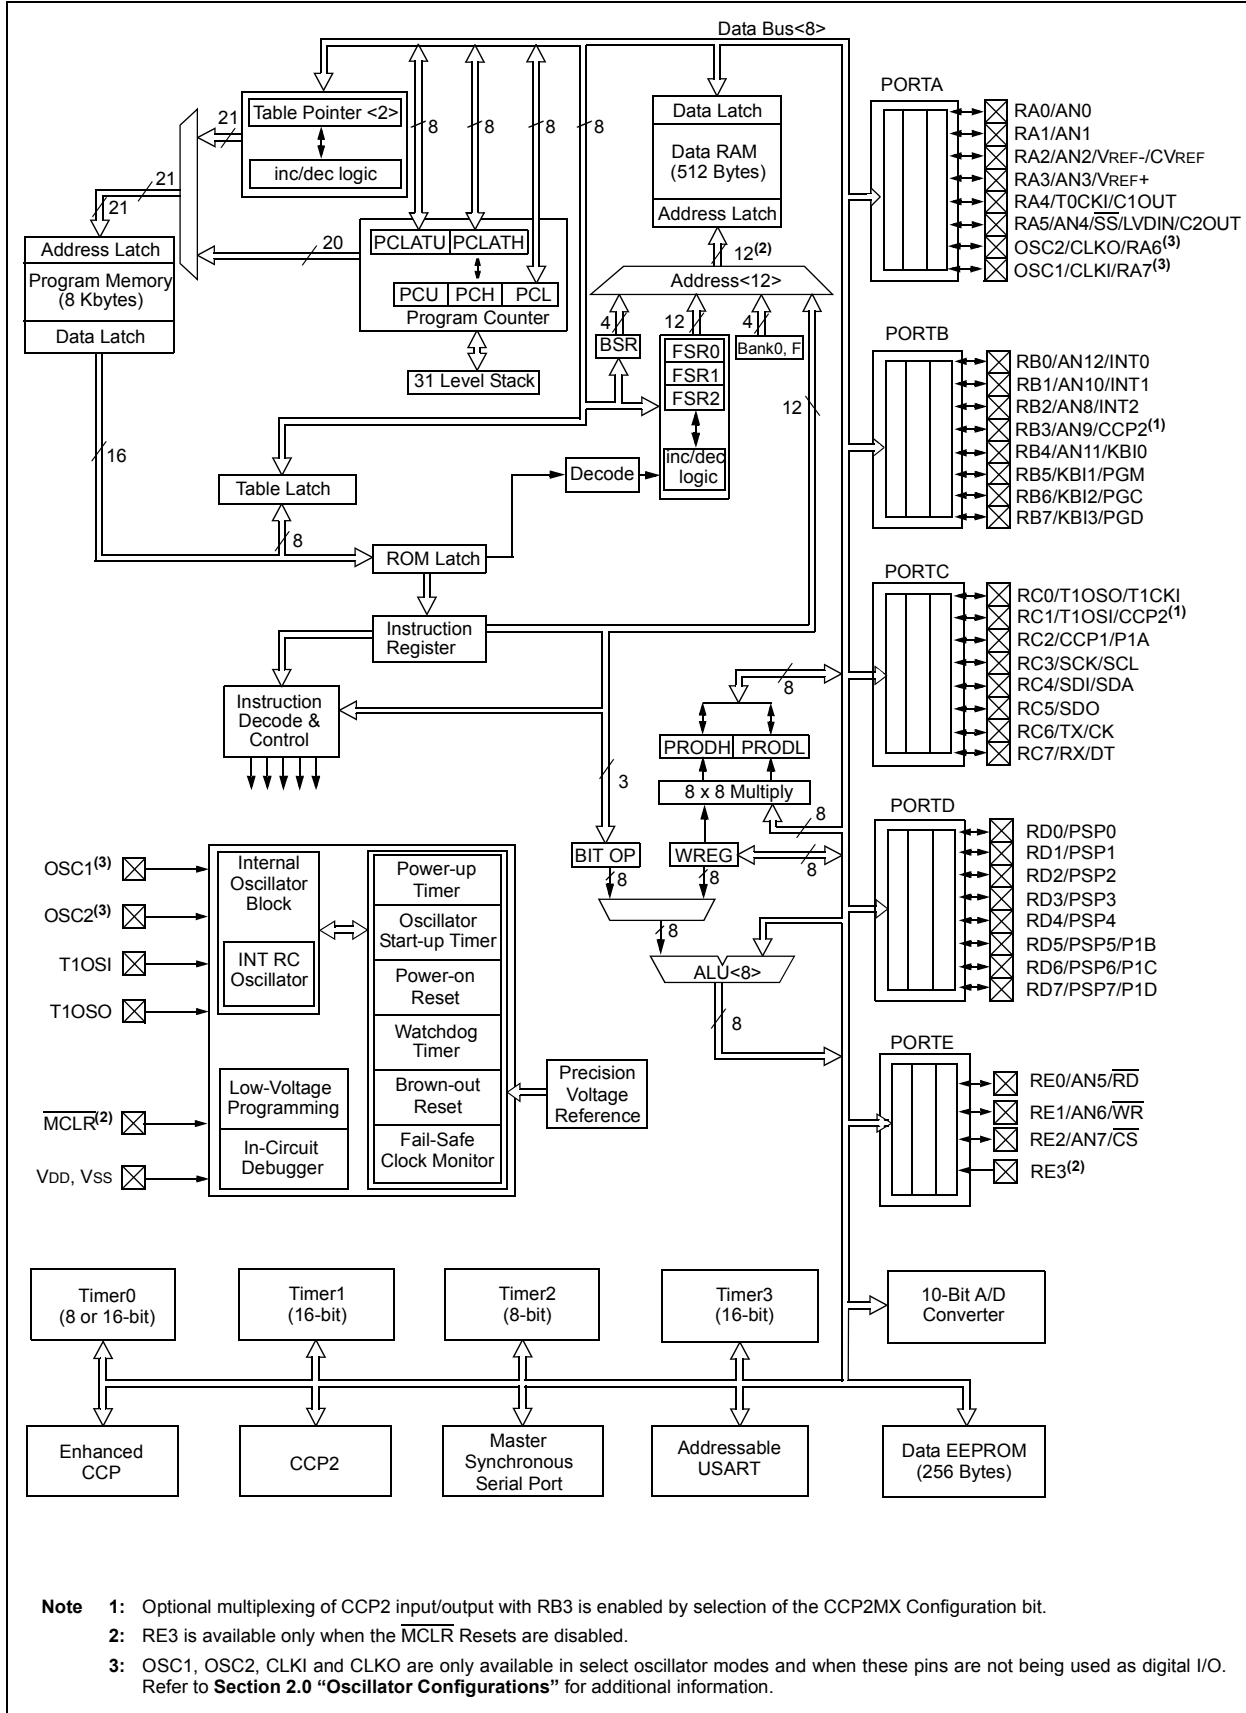 Data Bus<8>
Table Pointer <2>
inc/dec logic
21
21
21
20
8
8
8
8
Data Latch
Data RAM
(512 Bytes)
Address Latch
12(2)
Address<12>
PCLATU PCLATH
PCU PCH PCL
Program Counter
31 Level Stack
Address Latch
Program Memory
(8 Kbytes)
Data Latch
4
12
4
BSR
FSR0
FSR1
FSR2
inc/dec
logic
Bank0, F
12
16
Table Latch
8
Decode
ROM Latch
Instruction
Register
Instruction
Decode &
Control
8
PRODH PRODL
8 x 8 Multiply
3
8
BIT OP
WREG
8
8
8
8
ALU<8>
8
PORTA
RA0/AN0
RA1/AN1
RA2/AN2/VREF-/CVREF
RA3/AN3/VREF+
RA4/T0CKI/C1OUT
RA5/AN4/SS/LVDIN/C2OUT
OSC2/CLKO/RA6(3)
OSC1/CLKI/RA7(3)
PORTB
RB0/AN12/INT0
RB1/AN10/INT1
RB2/AN8/INT2
RB3/AN9/CCP2(1)
RB4/AN11/KBI0
RB5/KBI1/PGM
RB6/KBI2/PGC
RB7/KBI3/PGD
PORTC
RC0/T1OSO/T1CKI
RC1/T1OSI/CCP2(1)
RC2/CCP1/P1A
RC3/SCK/SCL
RC4/SDI/SDA
RC5/SDO
RC6/TX/CK
RC7/RX/DT
PORTD
RD0/PSP0
RD1/PSP1
RD2/PSP2
RD3/PSP3
RD4/PSP4
RD5/PSP5/P1B
RD6/PSP6/P1C
RD7/PSP7/P1D
PORTE
RE0/AN5/RD
RE1/AN6/WR
RE2/AN7/CS
RE3(2)
OSC1(3)
OSC2(3)
T1OSI
T1OSO
MCLR(2)
VDD, VSS
Internal
Oscillator
Block
INT RC
Oscillator
Low-Voltage
Programming
In-Circuit
Debugger
Power-up
Timer
Oscillator
Start-up Timer
Power-on
Reset
Watchdog
Timer
Brown-out
Reset
Fail-Safe
Clock Monitor
Precision
Voltage
Reference
Timer0
(8 or 16-bit)
Timer1
(16-bit)
Timer2
(8-bit)
Timer3
(16-bit)
10-Bit A/D
Converter
Enhanced
CCP
CCP2
Master
Synchronous
Serial Port
Addressable
USART
Data EEPROM
(256 Bytes)
Note 1: Optional multiplexing of CCP2 input/output with RB3 is enabled by selection of the CCP2MX Configuration bit.
2: RE3 is available only when the MCLR Resets are disabled.
3: OSC1, OSC2, CLKI and CLKO are only available in select oscillator modes and when these pins are not being used as digital I/O.
Refer to Section 2.0 “Oscillator Configurations” for additional information.